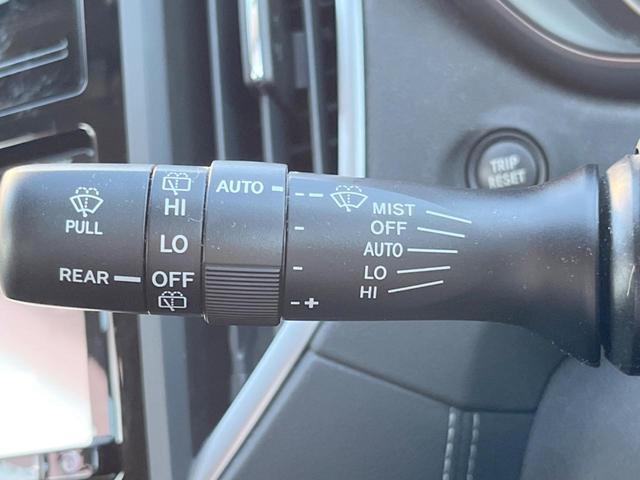 PULL
REAR
HI
LO
OFF
AUTO
- -
-
-
-+
MIST
OFF
AUTO
LO
HI
TRIP
RESET